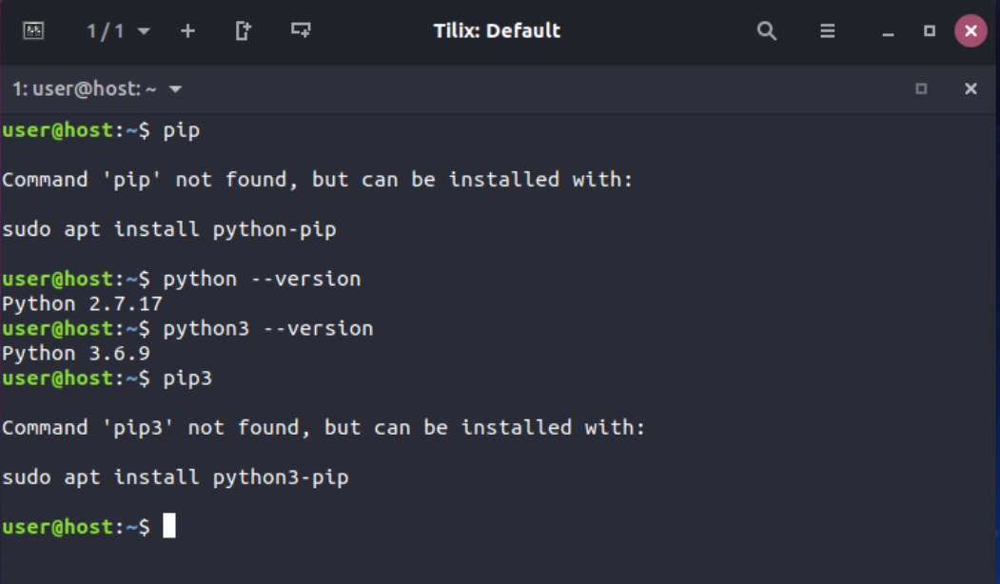 1 / 1 Tilix: Default
1: user@host: ~
user@host:~$ pip
Command 'pip' not found, but can be installed with:
sudo apt install python-pip
user@host:~$ python --version
Python 2.7.17
user@host:~$ python3 --version
Python 3.6.9
user@host:~$ pip3
Command 'pip3' not found, but can be installed with:
sudo apt install python3-pip
user@host:~$